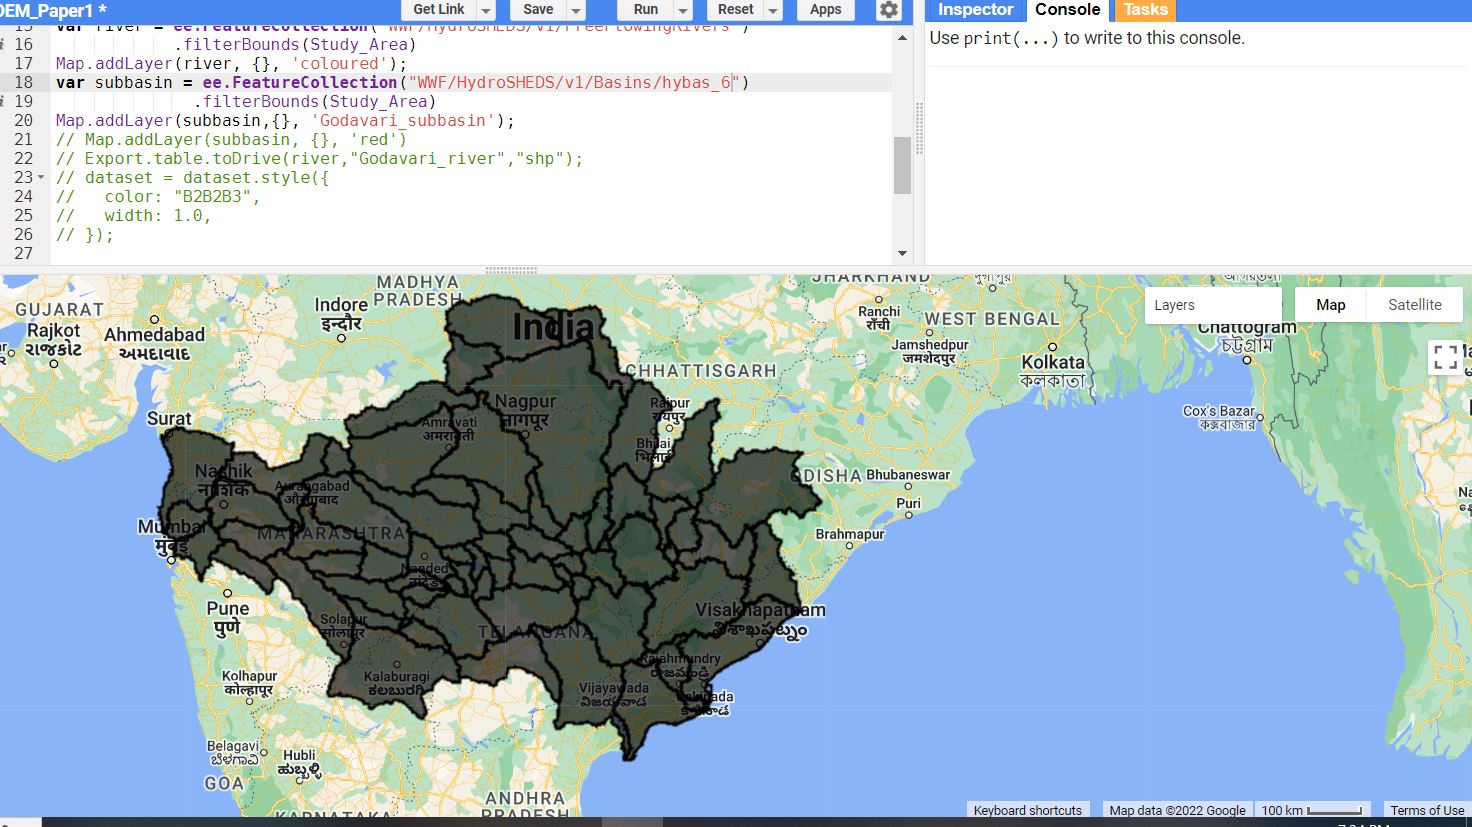 DEM_Paper1 *
Get Link
Save
Run
Reset
Apps
Inspector
Console
Tasks
Use print(...) to write to this console.
15 var river = ee.FeatureCollection("WWF/HydroSHEDS/v1/FreeFlowingRivers")
i 16 .filterBounds(Study_Area)
17 Map.addLayer(river, {}, 'coloured');
18 var subbasin = ee.FeatureCollection("WWF/HydroSHEDS/v1/Basins/hybas_6")
i 19 .filterBounds(Study_Area)
20 Map.addLayer(subbasin,{}, 'Godavari_subbasin');
21 // Map.addLayer(subbasin, {}, 'red')
22 // Export.table.toDrive(river,"Godavari_river","shp");
23 // dataset = dataset.style({
24 // color: "B2B2B3",
25 // width: 1.0,
26 // });
27
Layers
Map
Satellite
MADHYA
PRADESH
JHARKHAND
দুর্গাপুর
GUJARAT
Rajkot
રાજકોટ
Ahmedabad
અમદાવાદ
Indore
इन्दौर
India
Ranchi
राँची
WEST BENGAL
Jamshedpur
जमशेदपुर
Kolkata
কলকাতা
Chattogram
চট্টগ্রাম
CHHATTISGARH
Surat
Nagpur
नागपूर
Amravati
अमरावती
Raipur
रायपुर
Bhilai
भिलाई
Cox's Bazar
কক্সবাজার
Nashik
नाशिक
Aurangabad
औरंगाबाद
ODISHA
Bhubaneswar
Puri
Mumbai
मुंबई
MAHARASHTRA
Brahmapur
Nanded
नांदेड
Pune
पुणे
Solapur
सोलापूर
TELANGANA
Visakhapatnam
విశాఖపట్నం
Kolhapur
कोल्हापूर
Kalaburagi
ಕಲಬುರಗಿ
Rajahmundry
రాజమండ్రి
Vijayawada
విజయవాడ
Kakinada
కాకినాడ
Belagavi
ಬೆಳಗಾವಿ
Hubli
ಹುಬ್ಬಳ್ಳಿ
GOA
ANDHRA
PRADESH
KARNATAKA
Keyboard shortcuts
Map data ©2022 Google
100 km
Terms of Use